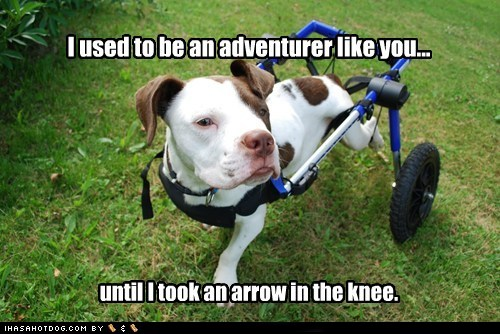 I used to be an adventurer like you...
until I took an arrow in the knee.
IHASAHOTDOG.COM BY &